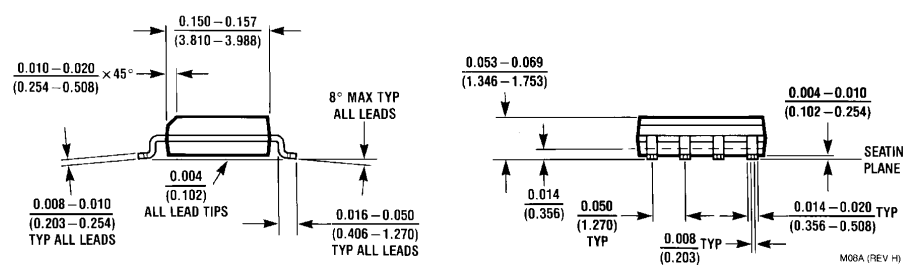 0.150 – 0.157
(3.810 – 3.988)
0.010 – 0.020 × 45°
(0.254 – 0.508)
8° MAX TYP
ALL LEADS
0.004
(0.102)
ALL LEAD TIPS
0.008 – 0.010
(0.203 – 0.254)
TYP ALL LEADS
0.016 – 0.050
(0.406 – 1.270)
TYP ALL LEADS
0.053 – 0.069
(1.346 – 1.753)
0.004 – 0.010
(0.102 – 0.254)
SEATIN
PLANE
0.014
(0.356)
0.050
(1.270)
TYP
0.008 TYP
(0.203)
0.014 – 0.020 TYP
(0.356 – 0.508)
M08A (REV H)